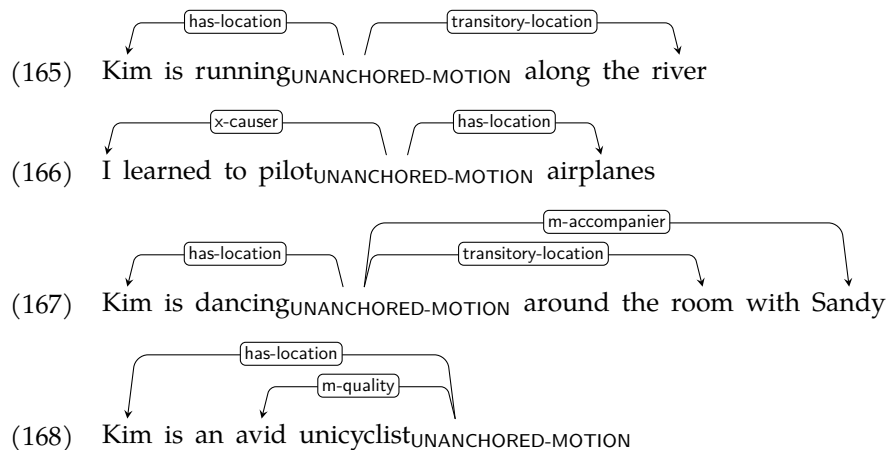 has-location transitory-location
(165) Kim is runningUNANCHORED-MOTION along the river
x-causer has-location
(166) I learned to pilotUNANCHORED-MOTION airplanes
m-accompanier
has-location transitory-location
(167) Kim is dancingUNANCHORED-MOTION around the room with Sandy
has-location
m-quality
(168) Kim is an avid unicyclistUNANCHORED-MOTION